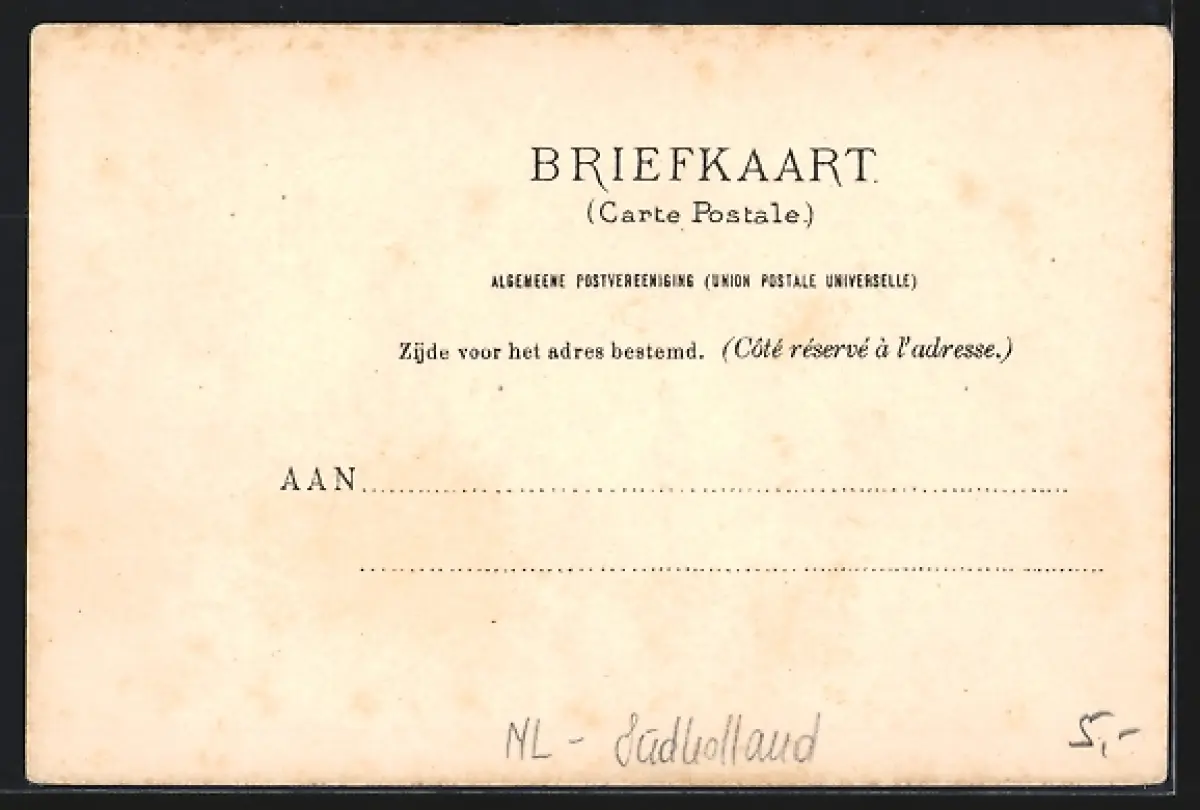 BRIEFKAART.
(Carte Postale.)
ALGEMEENE POSTVEREENIGING (UNION POSTALE UNIVERSELLE)
Zijde voor het adres bestemd. (Côté réservé à l'adresse.)
AAN
NL - Südholland 5,-